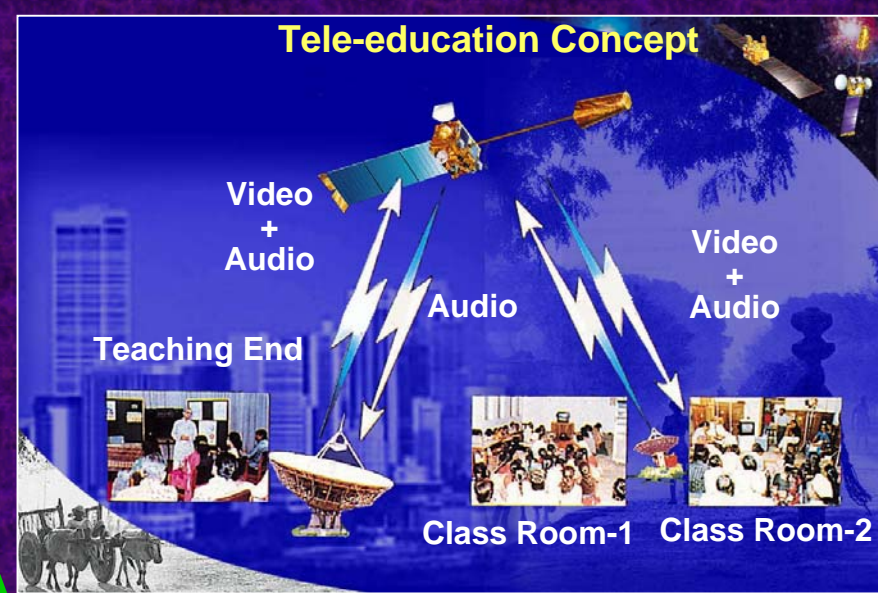 Tele-education Concept
Video
+
Audio
Audio
Video
+
Audio
Teaching End
Class Room-1
Class Room-2